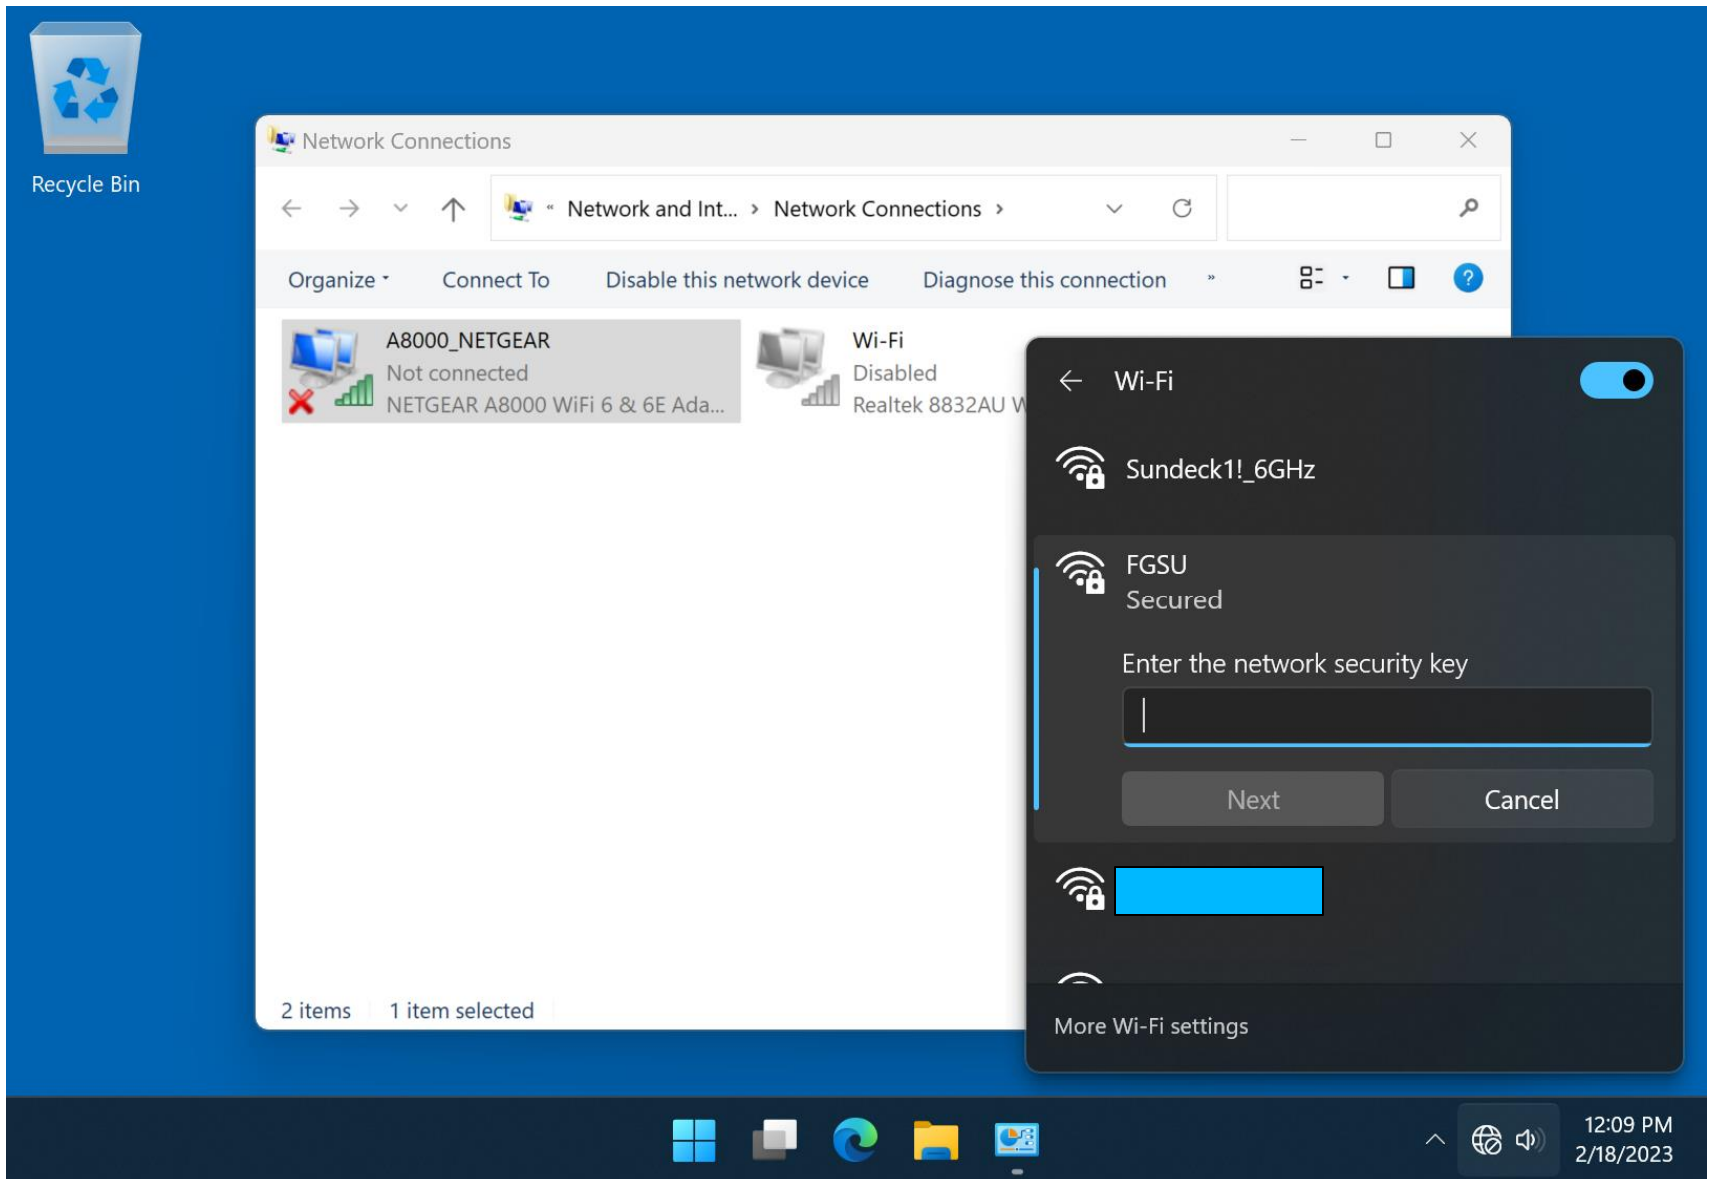 Recycle Bin
Network Connections
« Network and Int... › Network Connections ›
Organize Connect To Disable this network device Diagnose this connection »
A8000_NETGEAR
Not connected
NETGEAR A8000 WiFi 6 & 6E Ada...
Wi-Fi
Disabled
Realtek 8832AU
2 items
1 item selected
Wi-Fi
Sundeck1!_6GHz
FGSU
Secured
Enter the network security key
Next
Cancel
More Wi-Fi settings
12:09 PM
2/18/2023